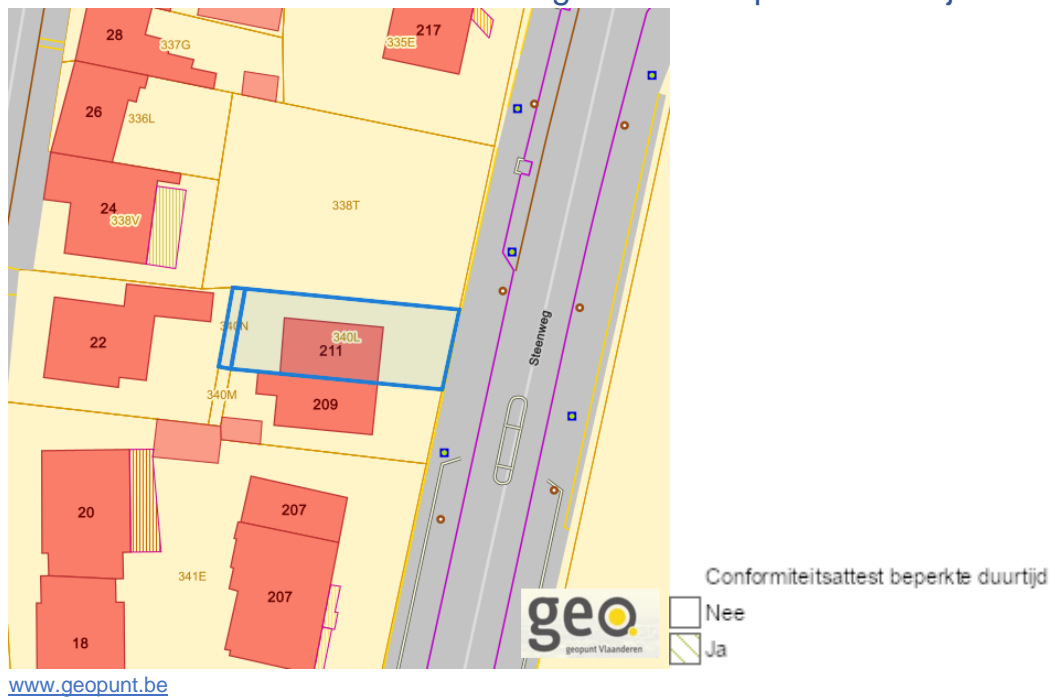 28
337G
335E
217
26
336L
24
338V
338T
340N
340L
211
22
Steenweg
340M
209
20
207
341E
207
18
geo.
geopunt Vlaanderen
Conformiteitsattest beperkte duurtijd
Nee
Ja
www.geopunt.be